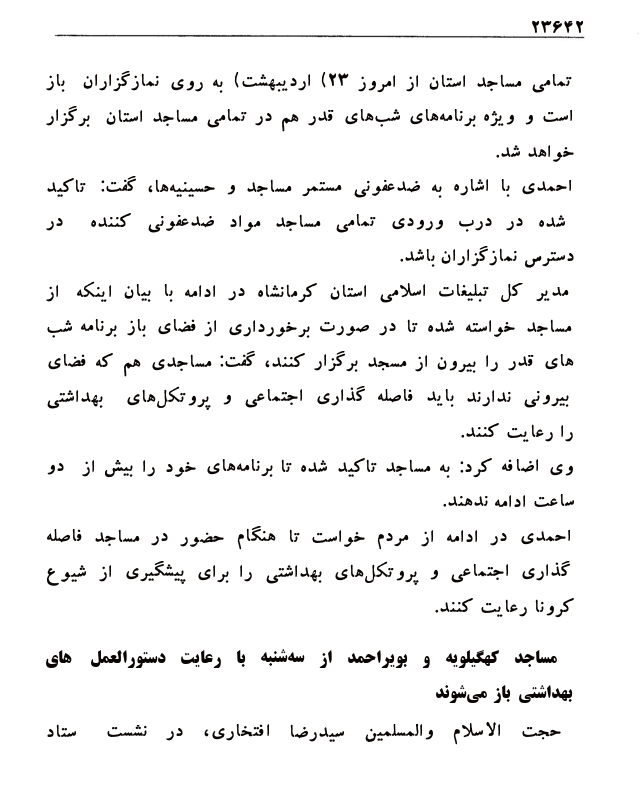 ۲۳۶۴۲
تمامی مساجد استان از امروز ۲۳) اردیبهشت) به روی نمازگزاران باز
است و ویژه برنامه‌های شب‌های قدر هم در تمامی مساجد استان برگزار
خواهد شد.
احمدی با اشاره به ضدعفونی مستمر مساجد و حسینیه‌ها، گفت: تاکید
شده در درب ورودی تمامی مساجد مواد ضدعفونی کننده در
دسترس نمازگزاران باشد.
مدیر کل تبلیغات اسلامی استان کرمانشاه در ادامه با بیان اینکه از
مساجد خواسته شده تا در صورت برخورداری از فضای باز برنامه شب
های قدر را بیرون از مسجد برگزار کنند، گفت: مساجدی هم که فضای
بیرونی ندارند باید فاصله گذاری اجتماعی و پروتکل‌های بهداشتی
را رعایت کنند.
وی اضافه کرد: به مساجد تاکید شده تا برنامه‌های خود را بیش از دو
ساعت ادامه ندهند.
احمدی در ادامه از مردم خواست تا هنگام حضور در مساجد فاصله
گذاری اجتماعی و پروتکل‌های بهداشتی را برای پیشگیری از شیوع
کرونا رعایت کنند.
مساجد کهگیلویه و بویراحمد از سه‌شنبه با رعایت دستورالعمل های
بهداشتی باز می‌شوند
حجت الاسلام والمسلمین سیدرضا افتخاری، در نشست ستاد